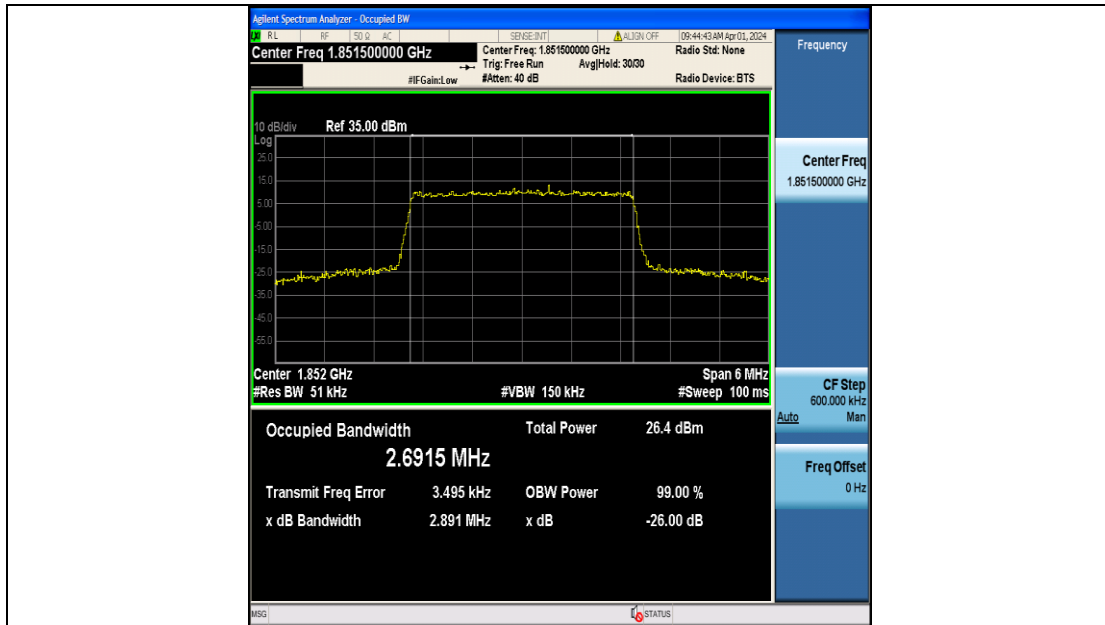 Agilent Spectrum Analyzer - Occupied BW
RL RF 50 Ω AC SENSE:INT ALIGN OFF 09:44:43 AM Apr 01, 2024
Center Freq 1.851500000 GHz
Center Freq: 1.851500000 GHz
Radio Std: None
Trig: Free Run Avg|Hold: 30/30
#IFGain:Low
#Atten: 40 dB
Radio Device: BTS
Frequency
10 dB/div Ref 35.00 dBm
Log
25.0
15.0
5.00
-5.00
-15.0
-25.0
-35.0
-45.0
-55.0
Center 1.852 GHz Span 6 MHz
#Res BW 51 kHz #VBW 150 kHz #Sweep 100 ms
Occupied Bandwidth
2.6915 MHz
Total Power 26.4 dBm
Transmit Freq Error 3.495 kHz OBW Power 99.00 %
x dB Bandwidth 2.891 MHz x dB -26.00 dB
Center Freq
1.851500000 GHz
CF Step
600.000 kHz
Auto Man
Freq Offset
0 Hz
MSG STATUS